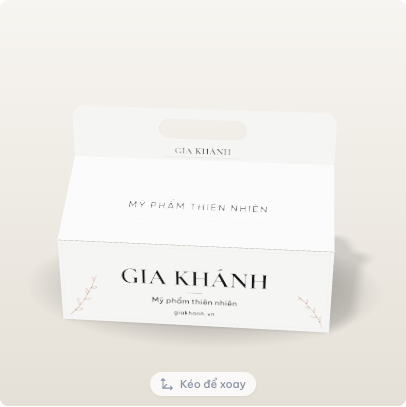 GIA KHÁNH
MỸ PHẨM THIÊN NHIÊN
GIA KHÁNH
Mỹ phẩm thiên nhiên
giakhanh.vn
Kéo để xoay